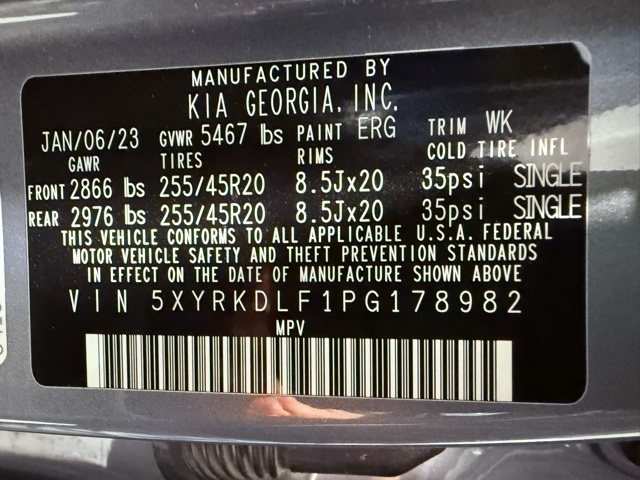 MANUFACTURED BY
KIA GEORGIA, INC.
JAN/06/23 GVWR 5467 lbs PAINT ERG TRIM WK
GAWR TIRES RIMS COLD TIRE INFL
FRONT 2866 lbs 255/45R20 8.5Jx20 35psi SINGLE
REAR 2976 lbs 255/45R20 8.5Jx20 35psi SINGLE
THIS VEHICLE CONFORMS TO ALL APPLICABLE U.S.A. FEDERAL
MOTOR VEHICLE SAFETY AND THEFT PREVENTION STANDARDS
IN EFFECT ON THE DATE OF MANUFACTURE SHOWN ABOVE
VIN 5XYRKDLF1PG178982
MPV